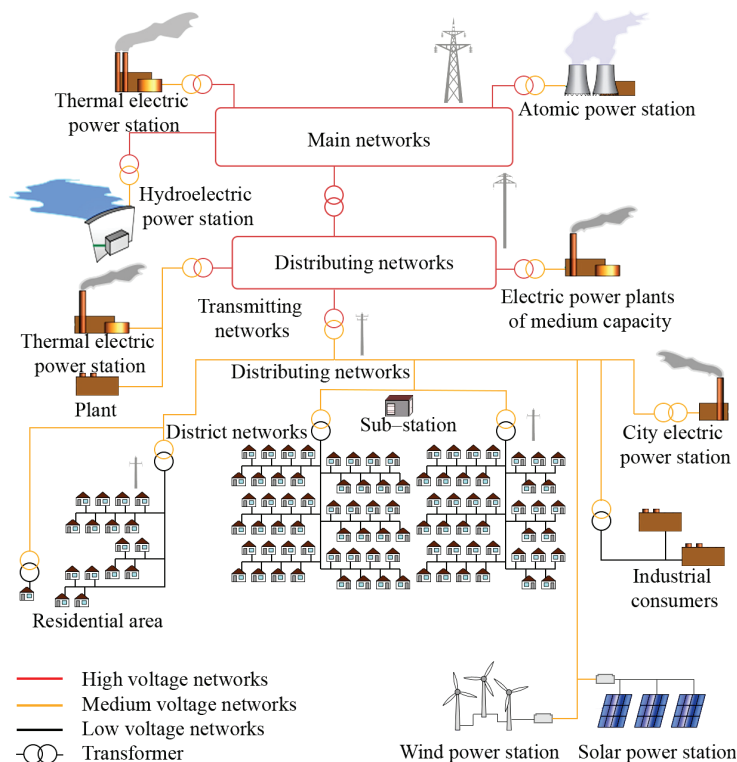 Thermal electric
power station
Atomic power station
Main networks
Hydroelectric
power station
Distributing networks
Transmitting
networks
Electric power plants
of medium capacity
Thermal electric
power station
Distributing networks
Plant
Sub–station
District networks
City electric
power station
Industrial
consumers
Residential area
High voltage networks
Medium voltage networks
Low voltage networks
Transformer
Wind power station
Solar power station